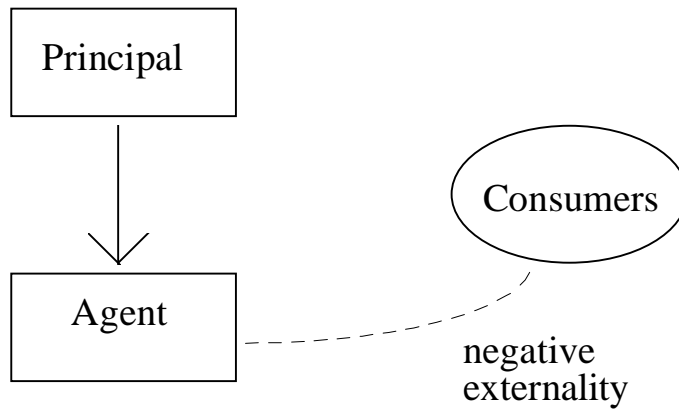 Principal
Consumers
Agent
negative
externality